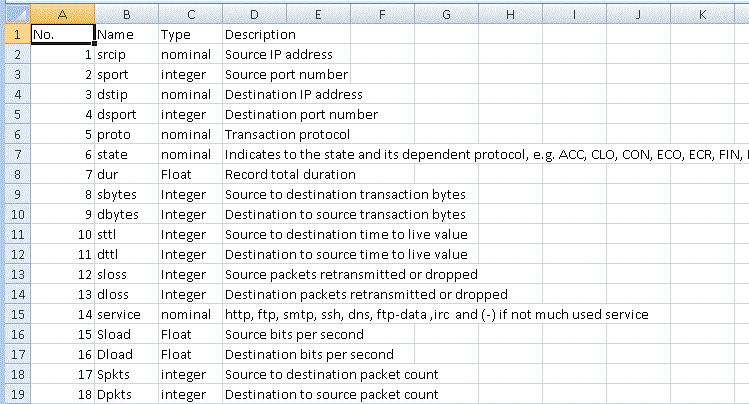 A B C D E F G H I J K
1 No. Name Type Description
2 1 srcip nominal Source IP address
3 2 sport integer Source port number
4 3 dstip nominal Destination IP address
5 4 dsport integer Destination port number
6 5 proto nominal Transaction protocol
7 6 state nominal Indicates to the state and its dependent protocol, e.g. ACC, CLO, CON, ECO, ECR, FIN,
8 7 dur Float Record total duration
9 8 sbytes Integer Source to destination transaction bytes
10 9 dbytes Integer Destination to source transaction bytes
11 10 sttl Integer Source to destination time to live value
12 11 dttl Integer Destination to source time to live value
13 12 sloss Integer Source packets retransmitted or dropped
14 13 dloss Integer Destination packets retransmitted or dropped
15 14 service nominal http, ftp, smtp, ssh, dns, ftp-data ,irc and (-) if not much used service
16 15 Sload Float Source bits per second
17 16 Dload Float Destination bits per second
18 17 Spkts integer Source to destination packet count
19 18 Dpkts integer Destination to source packet count